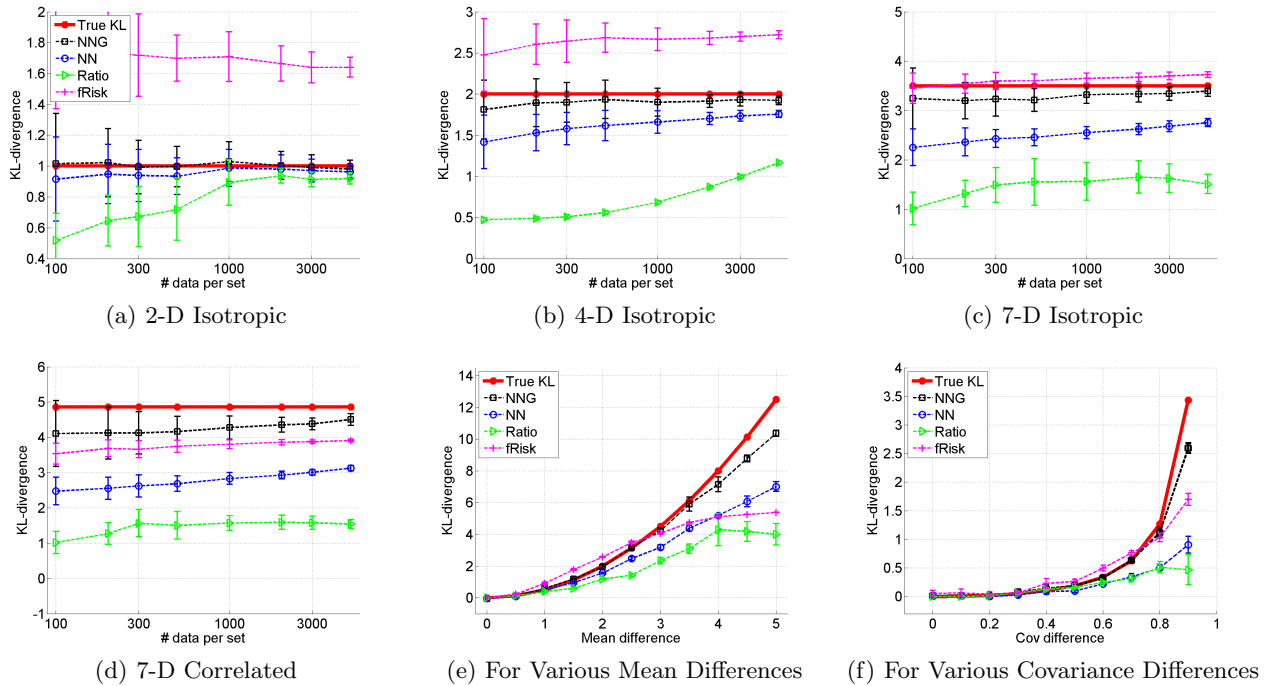 2
1.8
1.6
1.4
1.2
1
0.8
0.6
0.4
KL-divergence
True KL
NNG
NN
Ratio
fRisk
100
300
1000
3000
# data per set
(a) 2-D Isotropic
3
2.5
2
1.5
1
0.5
0
KL-divergence
100
300
1000
3000
# data per set
(b) 4-D Isotropic
5
4
3
2
1
0
KL-divergence
100
300
1000
3000
# data per set
(c) 7-D Isotropic
6
5
4
3
2
1
0
-1
KL-divergence
100
300
1000
3000
# data per set
(d) 7-D Correlated
14
12
10
8
6
4
2
0
KL-divergence
True KL
NNG
NN
Ratio
fRisk
0
1
2
3
4
5
Mean difference
(e) For Various Mean Differences
4
3.5
3
2.5
2
1.5
1
0.5
0
KL-divergence
True KL
NNG
NN
Ratio
fRisk
0
0.2
0.4
0.6
0.8
1
Cov difference
(f) For Various Covariance Differences